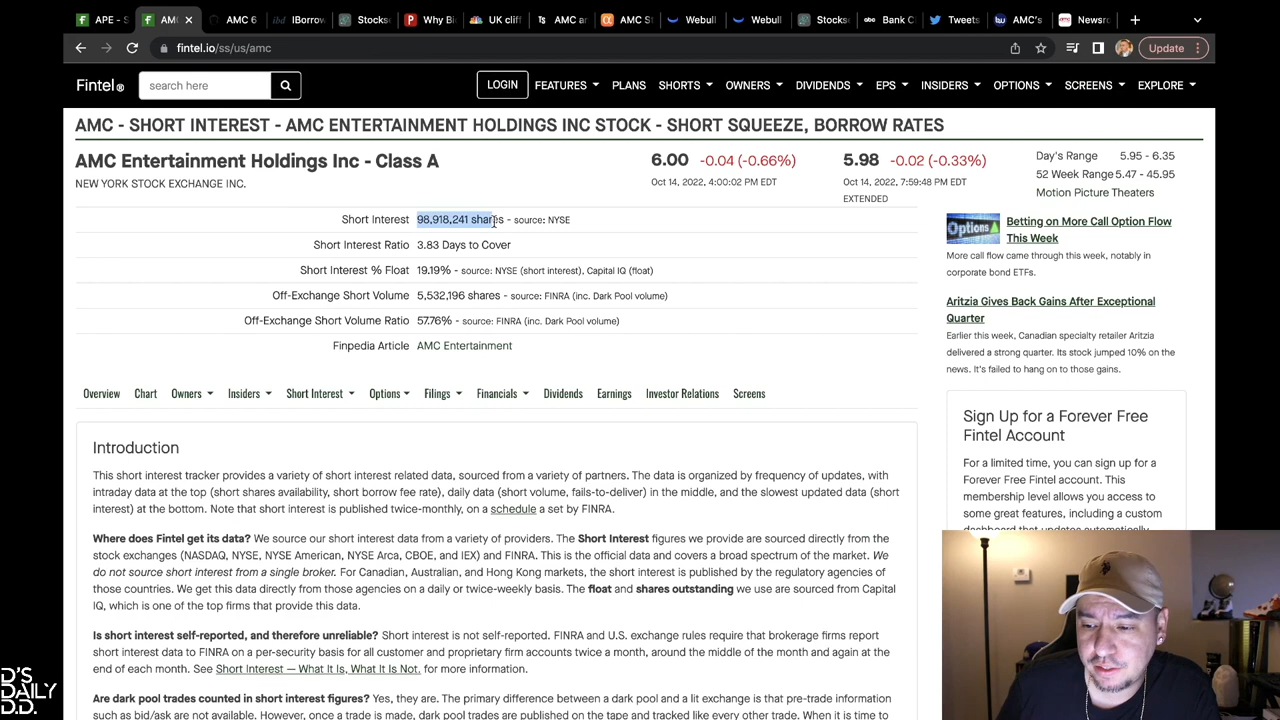 APE -
AMC
AMC 6
IBorrow
Stockse
Why Bi
UK clif
AMC an
AMC St
Webull
Webull
Stockse
Bank C
Tweets
AMC's
Newsro
fintel.io/ss/us/amc
Update
Fintel
search here
LOGIN
FEATURES
PLANS
SHORTS
OWNERS
DIVIDENDS
EPS
INSIDERS
OPTIONS
SCREENS
EXPLORE
AMC - SHORT INTEREST - AMC ENTERTAINMENT HOLDINGS INC STOCK - SHORT SQUEEZE, BORROW RATES
AMC Entertainment Holdings Inc - Class A
NEW YORK STOCK EXCHANGE INC.
6.00 -0.04 (-0.66%)
Oct 14, 2022, 4:00:02 PM EDT
5.98 -0.02 (-0.33%)
Oct 14, 2022, 7:59:48 PM EDT
EXTENDED
Day's Range 5.95 - 6.35
52 Week Range 5.47 - 45.95
Motion Picture Theaters
Short Interest 98,918,241 shares - source: NYSE
Short Interest Ratio 3.83 Days to Cover
Short Interest % Float 19.19% - source: NYSE (short interest), Capital IQ (float)
Off-Exchange Short Volume 5,532,196 shares - source: FINRA (inc. Dark Pool volume)
Off-Exchange Short Volume Ratio 57.76% - source: FINRA (inc. Dark Pool volume)
Finpedia Article AMC Entertainment
Overview Chart Owners Insiders Short Interest Options Filings Financials Dividends Earnings Investor Relations Screens
Introduction
This short interest tracker provides a variety of short interest related data, sourced from a variety of partners. The data is organized by frequency of updates, with
intraday data at the top (short shares availability, short borrow fee rate), daily data (short volume, fails-to-deliver) in the middle, and the slowest updated data (short
interest) at the bottom. Note that short interest is published twice-monthly, on a schedule a set by FINRA.
Where does Fintel get its data? We source our short interest data from a variety of providers. The Short Interest figures we provide are sourced directly from the
stock exchanges (NASDAQ, NYSE, NYSE American, NYSE Arca, CBOE, and IEX) and FINRA. This is the official data and covers a broad spectrum of the market. We
do not source short interest from a single broker. For Canadian, Australian, and Hong Kong markets, the short interest is published by the regulatory agencies of
those countries. We get this data directly from those agencies on a daily or twice-weekly basis. The float and shares outstanding we use are sourced from Capital
IQ, which is one of the top firms that provide this data.
Is short interest self-reported, and therefore unreliable? Short interest is not self-reported. FINRA and U.S. exchange rules require that brokerage firms report
short interest data to FINRA on a per-security basis for all customer and proprietary firm accounts twice a month, around the middle of the month and again at the
end of each month. See Short Interest — What It Is, What It Is Not. for more information.
Are dark pool trades counted in short interest figures? Yes, they are. The primary difference between a dark pool and a lit exchange is that pre-trade information
such as bid/ask are not available. However, once a trade is made, dark pool trades are published on the tape and tracked like every other trade. When it is time to
Options
Betting on More Call Option Flow
This Week
More call flow came through this week, notably in
corporate bond ETFs.
Aritzia Gives Back Gains After Exceptional
Quarter
Earlier this week, Canadian specialty retailer Aritzia
delivered a strong quarter. Its stock jumped 10% on the
news. It's failed to hang on to those gains.
Sign Up for a Forever Free
Fintel Account
For a limited time, you can sign up for a
Forever Free Fintel account. This
membership level allows you to access
some great features, including a custom
dashboard that updates automatically
D'S
DAILY
D.D.